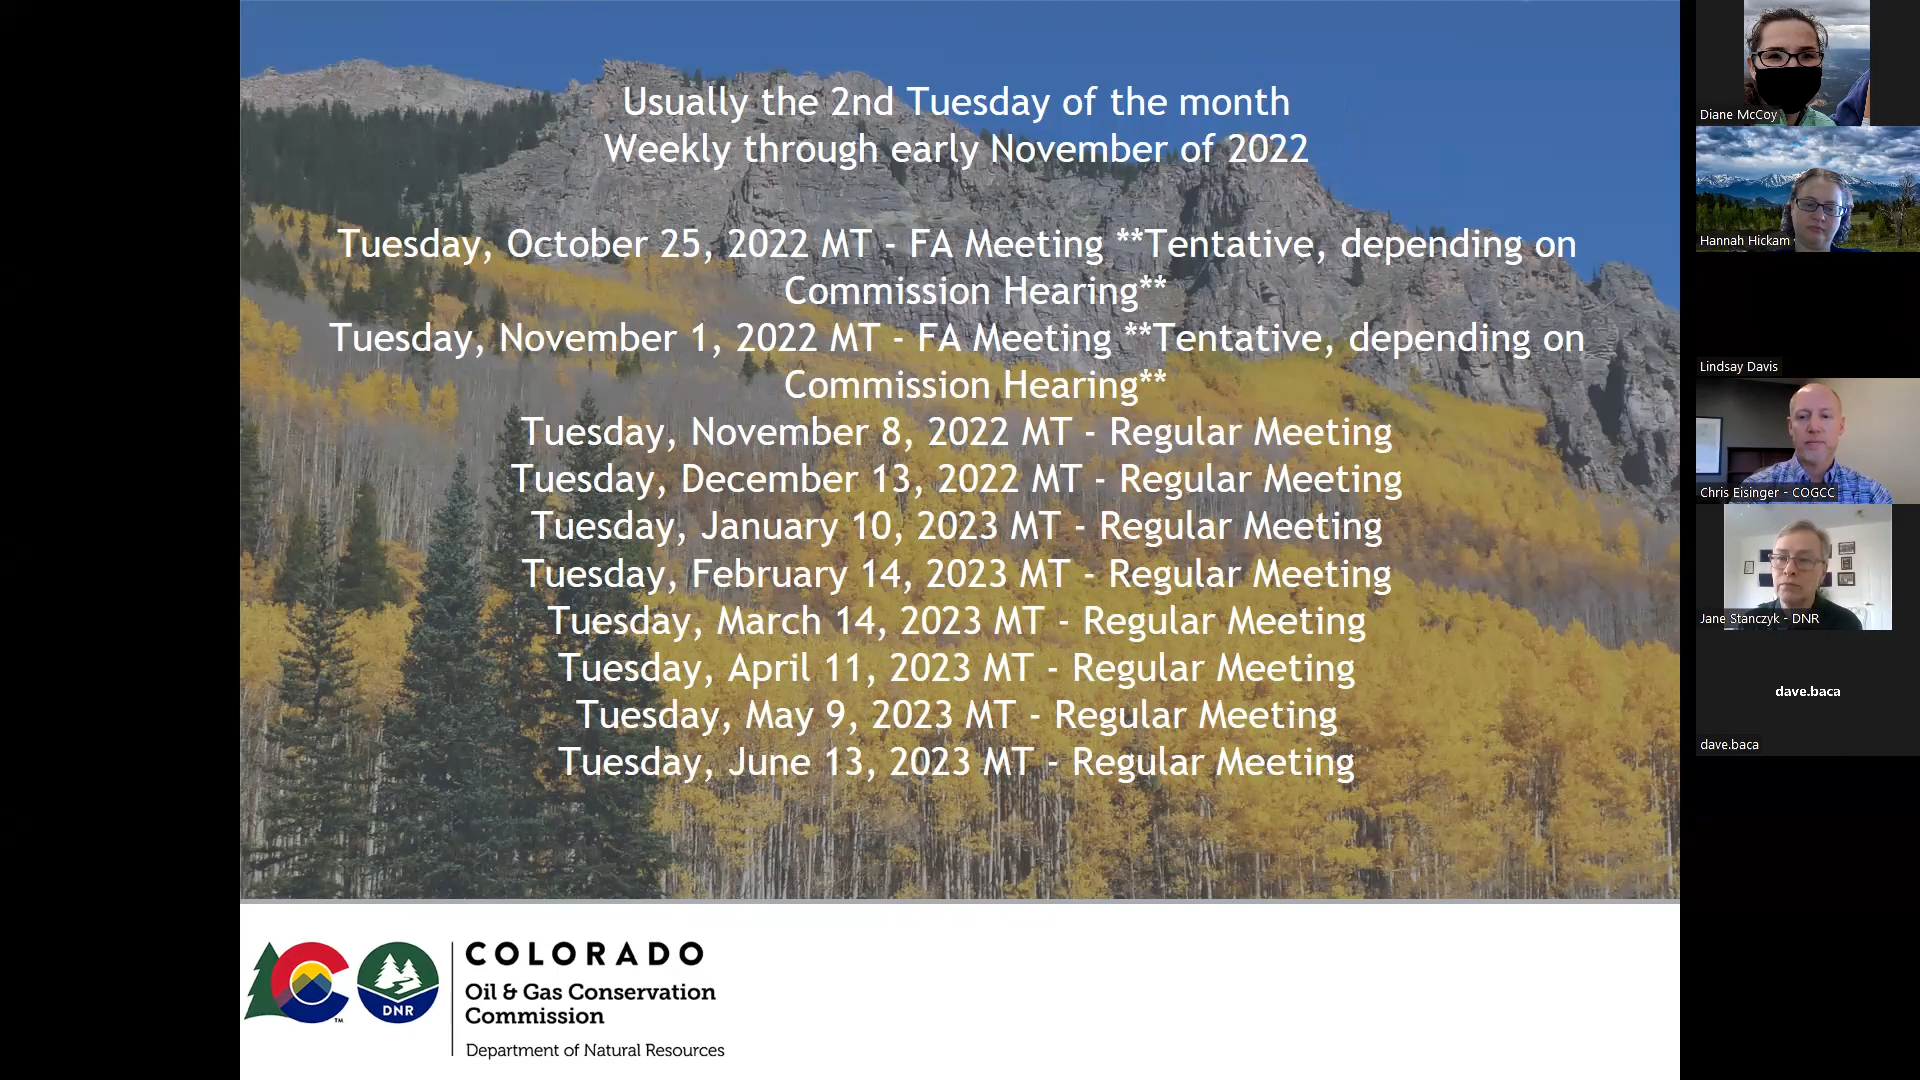 Usually the 2nd Tuesday of the month
Weekly through early November of 2022
Tuesday, October 25, 2022 MT - FA Meeting **Tentative, depending on
Commission Hearing**
Tuesday, November 1, 2022 MT - FA Meeting **Tentative, depending on
Commission Hearing**
Tuesday, November 8, 2022 MT - Regular Meeting
Tuesday, December 13, 2022 MT - Regular Meeting
Tuesday, January 10, 2023 MT - Regular Meeting
Tuesday, February 14, 2023 MT - Regular Meeting
Tuesday, March 14, 2023 MT - Regular Meeting
Tuesday, April 11, 2023 MT - Regular Meeting
Tuesday, May 9, 2023 MT - Regular Meeting
Tuesday, June 13, 2023 MT - Regular Meeting
TM
DNR
COLORADO
Oil & Gas Conservation
Commission
Department of Natural Resources
Diane McCoy
Hannah Hickam
Lindsay Davis
Chris Eisinger - COGCC
Jane Stanczyk - DNR
dave.baca
dave.baca